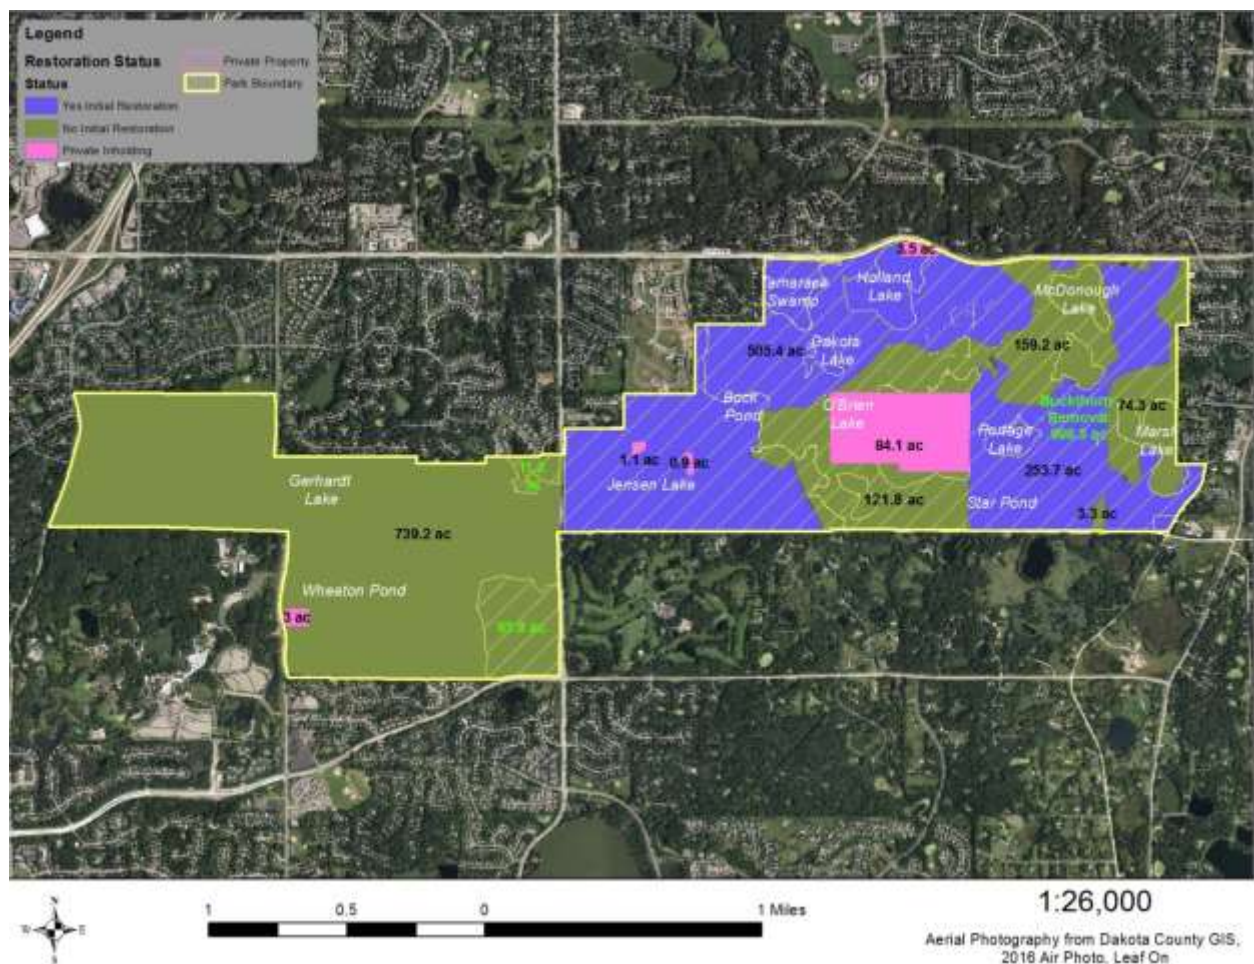 Legend
Restoration Status
Private Property
Status
Park Boundary
Yes Initial Restoration
No Initial Restoration
Private Inholding
3.5 ac
Tamarack
Swamp
Holland
Lake
McDonough
Lake
505.4 ac
Dakota
Lake
159.2 ac
Buck
Pond
O'Brien
Lake
Buckthorn
Removal
74.3 ac
Portage
Lake
Marsh
Lake
84.1 ac
1.1 ac
0.9 ac
253.7 ac
Jensen Lake
Gerhardt
Lake
121.8 ac
Star Pond
3.3 ac
739.2 ac
Wheaton Pond
3 ac
N
W
E
S
1
0.5
0
1 Miles
1:26,000
Aerial Photography from Dakota County GIS,
2016 Air Photo, Leaf On